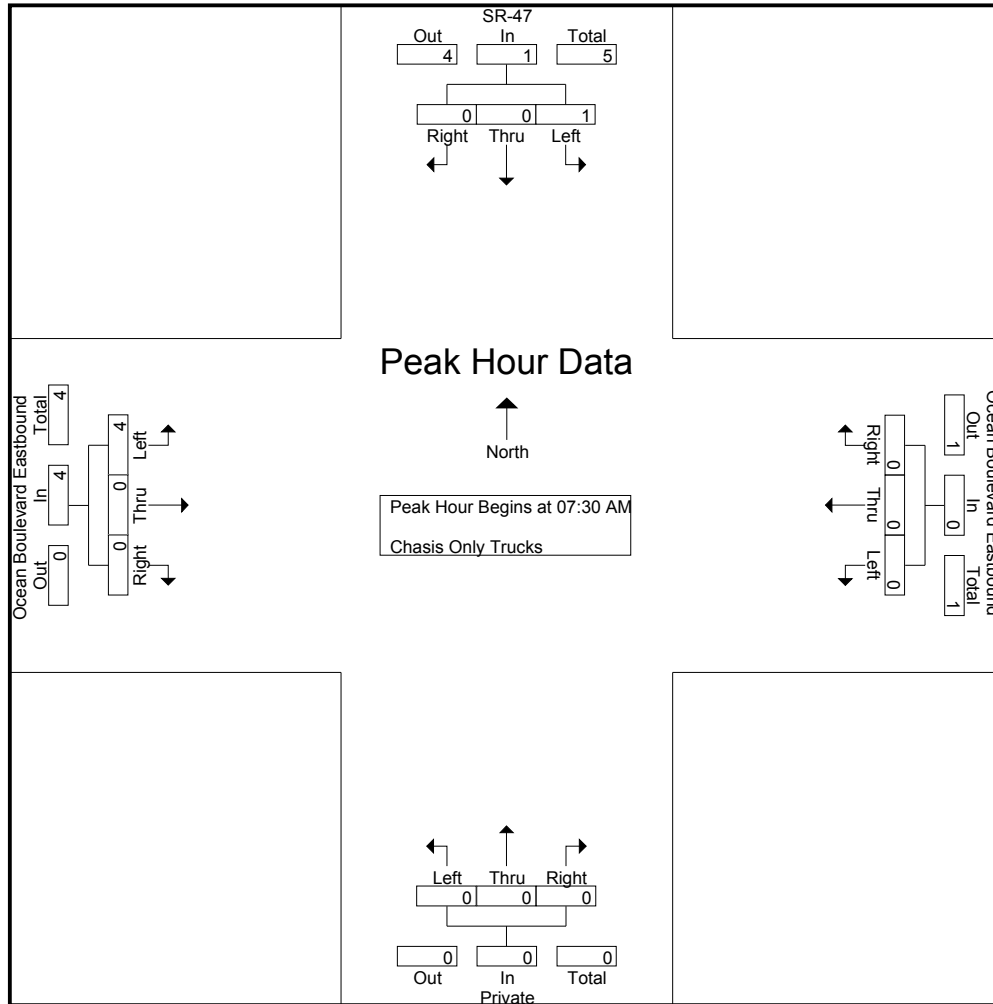 SR-47
Out In Total
4 1 5
0 0 1
Right Thru Left
Peak Hour Data
North
Peak Hour Begins at 07:30 AM
Chasis Only Trucks
Ocean Boulevard Eastbound
Out In Total
0 4 4
Right Thru Left
0 0 4
Ocean Boulevard Eastbound
Out In Total
1 0 1
Right Thru Left
0 0 0
Left Thru Right
0 0 0
0 0 0
Out In Total
Private